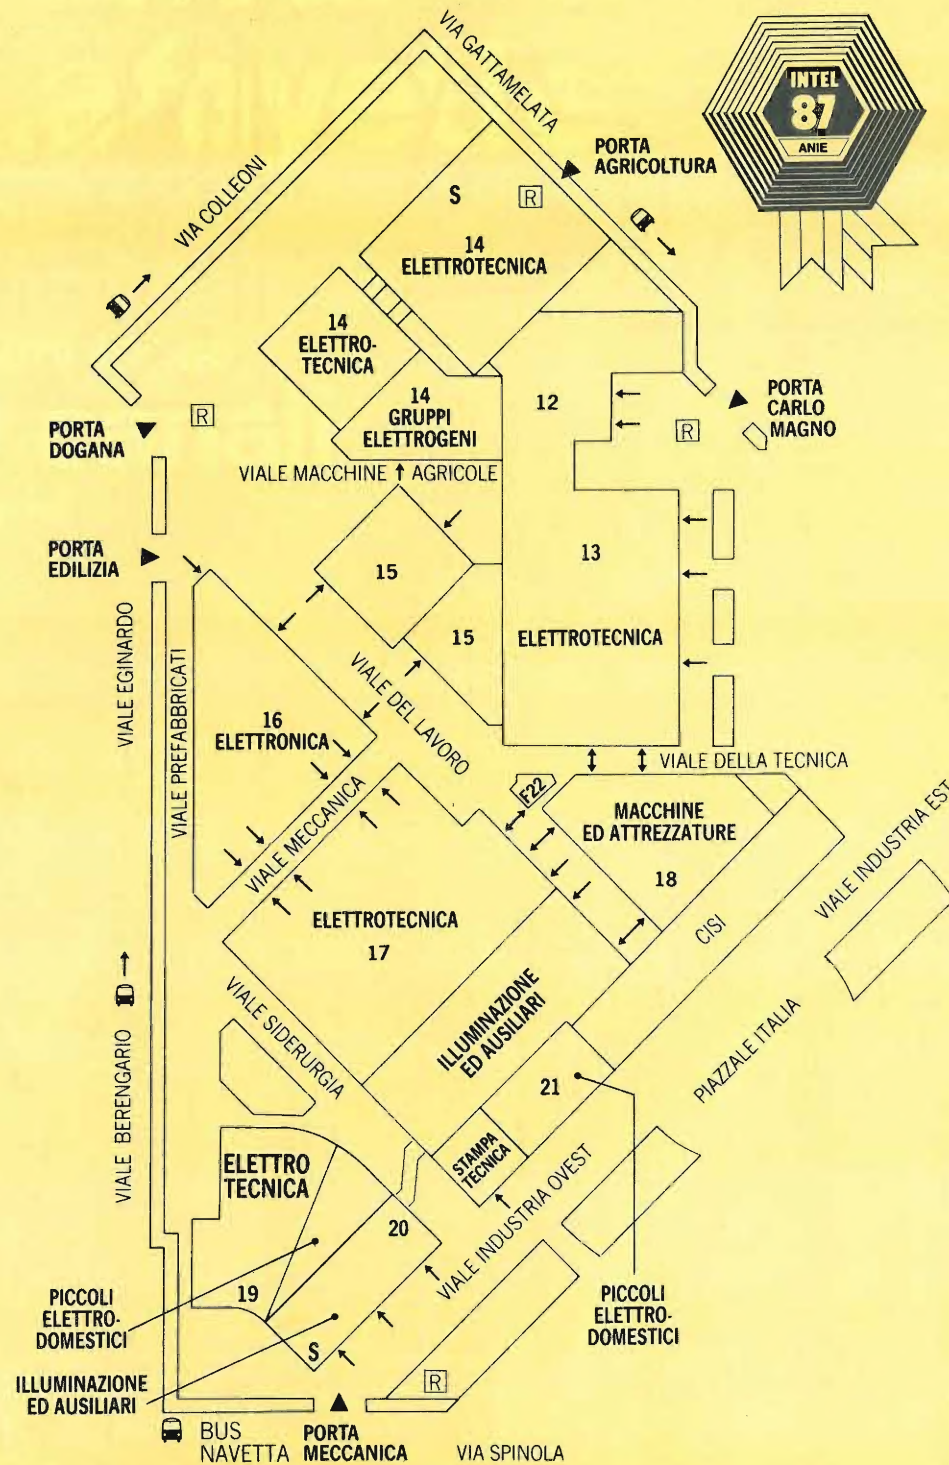 VIA GATTAMELATA
INTEL
87
ANIE
PORTA
AGRICOLTURA
VIA COLLEONI
S
R
14
ELETTROTECNICA
14
ELETTRO-
TECNICA
14
GRUPPI
ELETTROGENI
12
PORTA
CARLO
MAGNO
R
R
PORTA
DOGANA
VIALE MACCHINE AGRICOLE
PORTA
EDILIZIA
15
13
15
ELETTROTECNICA
VIALE EGINARDO
VIALE PREFABBRICATI
VIALE DEL LAVORO
16
ELETTRONICA
VIALE DELLA TECNICA
VIALE MECCANICA
F22
MACCHINE
ED ATTREZZATURE
18
VIALE INDUSTRIA EST
ELETTROTECNICA
17
CISI
VIALE SIDERURGIA
ILLUMINAZIONE
ED AUSILIARI
PIAZZALE ITALIA
VIALE BERENGARIO
21
STAMPA
TECNICA
ELETTRO
TECNICA
VIALE INDUSTRIA OVEST
20
19
PICCOLI
ELETTRO-
DOMESTICI
PICCOLI
ELETTRO-
DOMESTICI
S
ILLUMINAZIONE
ED AUSILIARI
R
BUS
NAVETTA
PORTA
MECCANICA
VIA SPINOLA